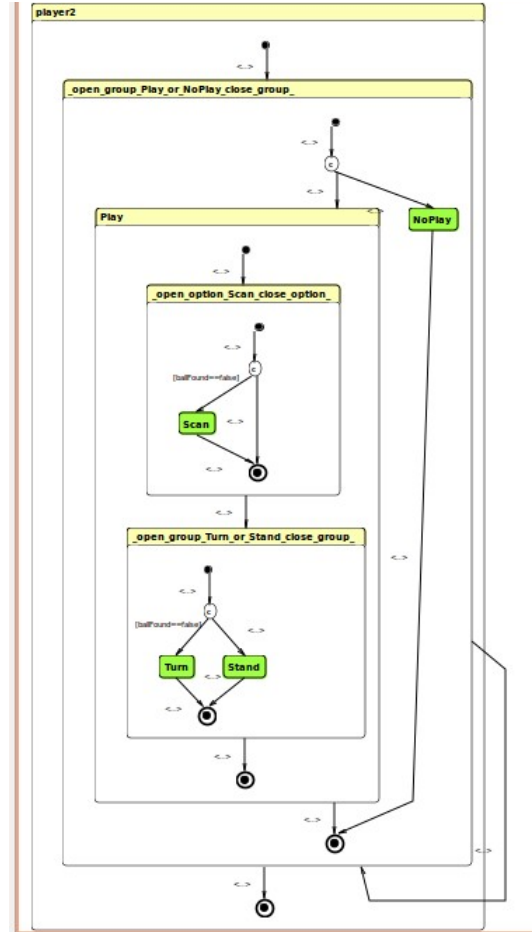 player2
<...>
_open_group_Play_or_NoPlay_close_group_
<...>
c
<...>
<...>
Play
NoPlay
<...>
_open_option_Scan_close_option_
<...>
c
[ballFound==false]
Scan
<...>
<...>
<...>
_open_group_Turn_or_Stand_close_group_
<...>
<...>
c
[ballFound==false]
<...>
Turn
Stand
<...>
<...>
<...>
<...>
<...>
<...>